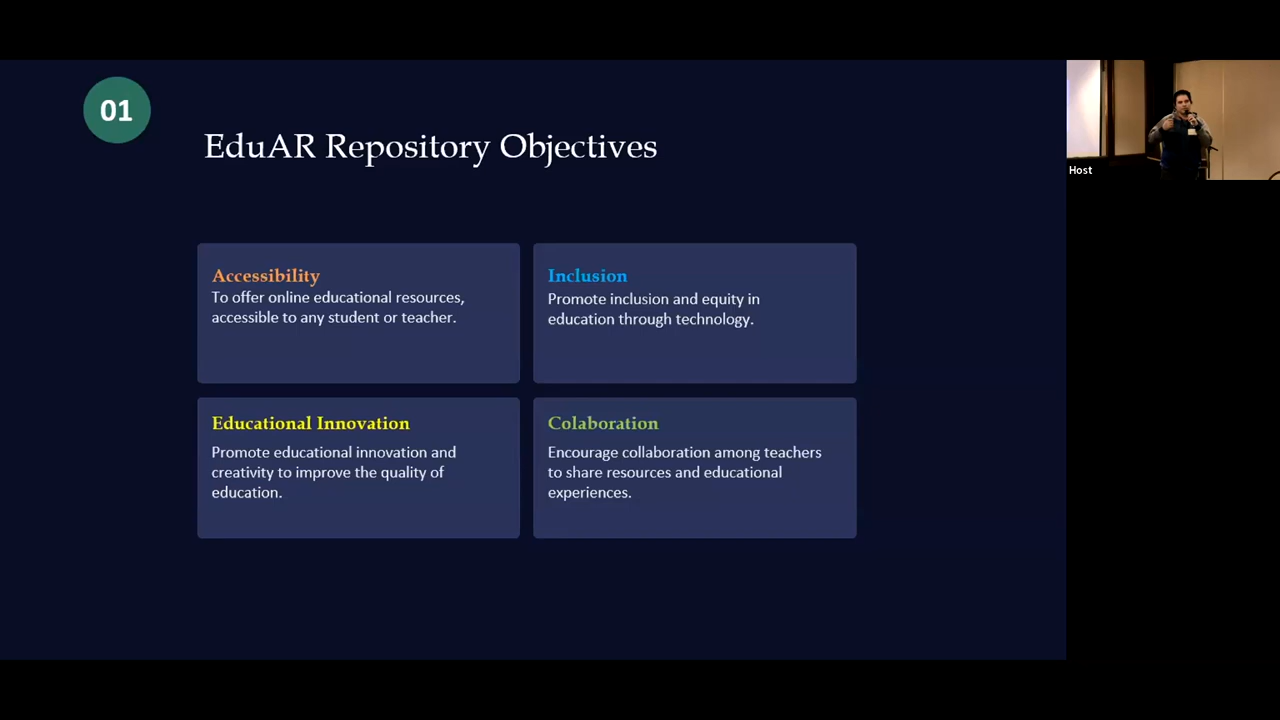 01
EduAR Repository Objectives
Host
Accessibility
To offer online educational resources,
accessible to any student or teacher.
Inclusion
Promote inclusion and equity in
education through technology.
Educational Innovation
Promote educational innovation and
creativity to improve the quality of
education.
Colaboration
Encourage collaboration among teachers
to share resources and educational
experiences.